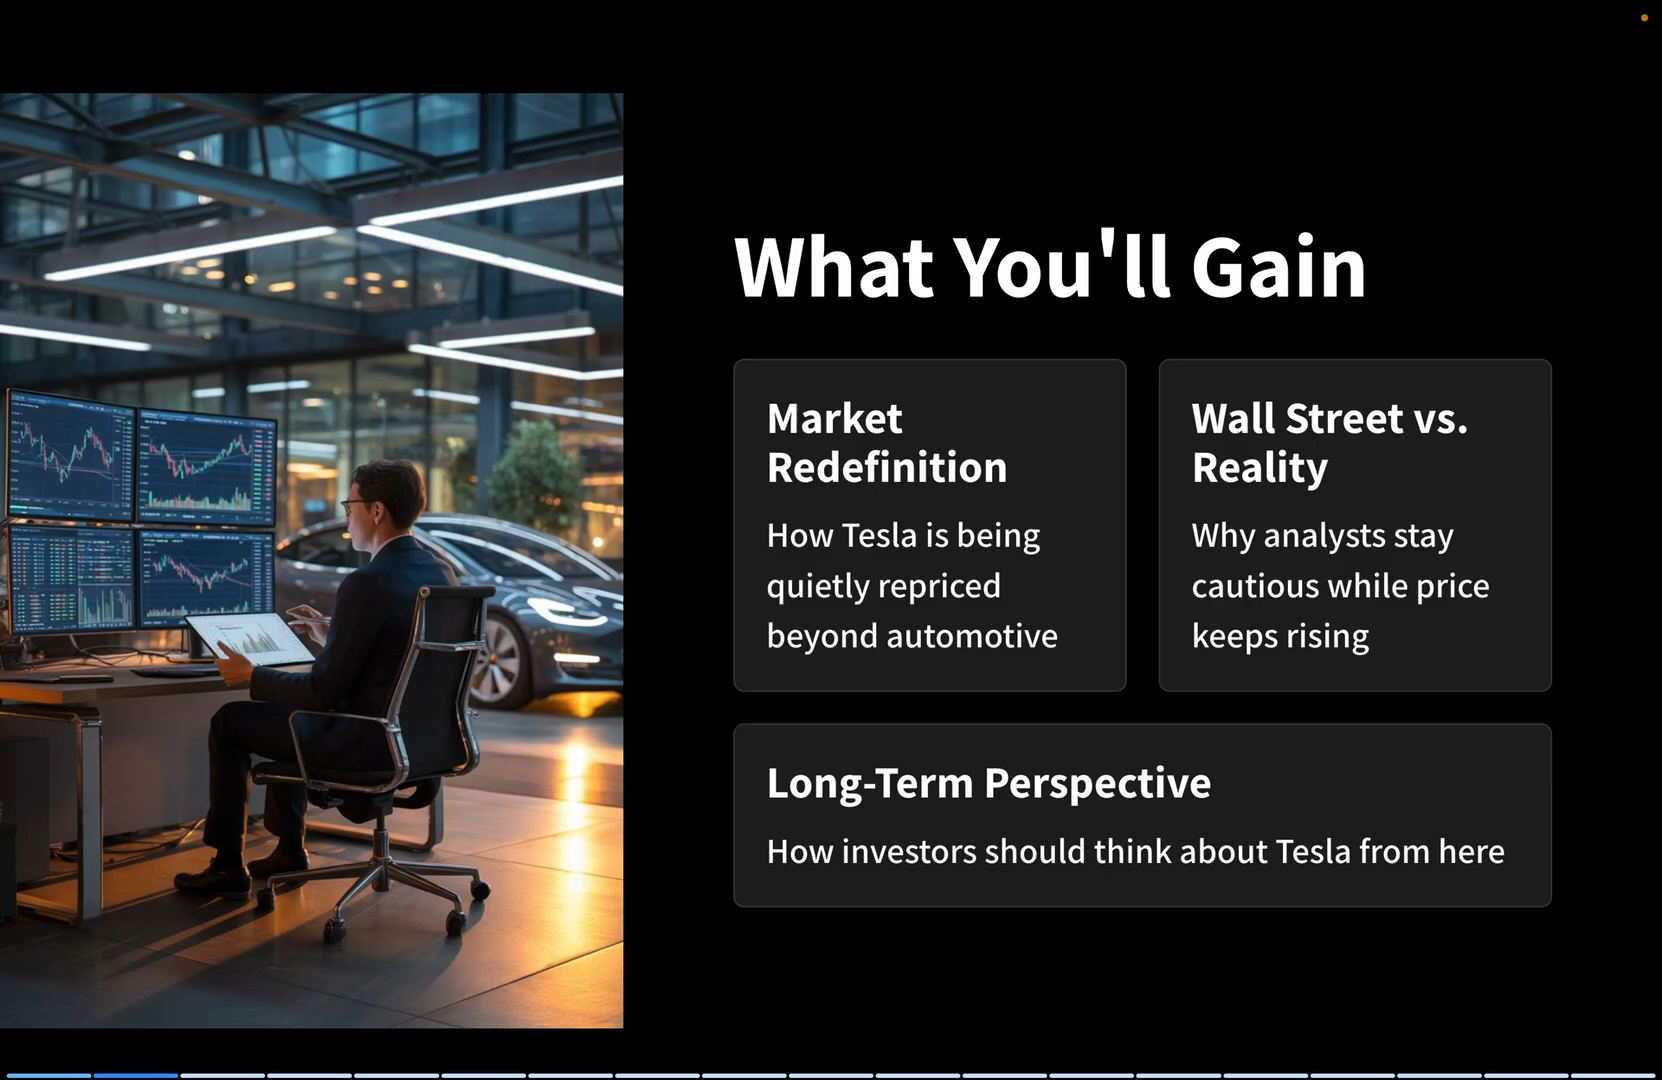 What You'll Gain
Market
Redefinition
How Tesla is being
quietly repriced
beyond automotive
Wall Street vs.
Reality
Why analysts stay
cautious while price
keeps rising
Long-Term Perspective
How investors should think about Tesla from here